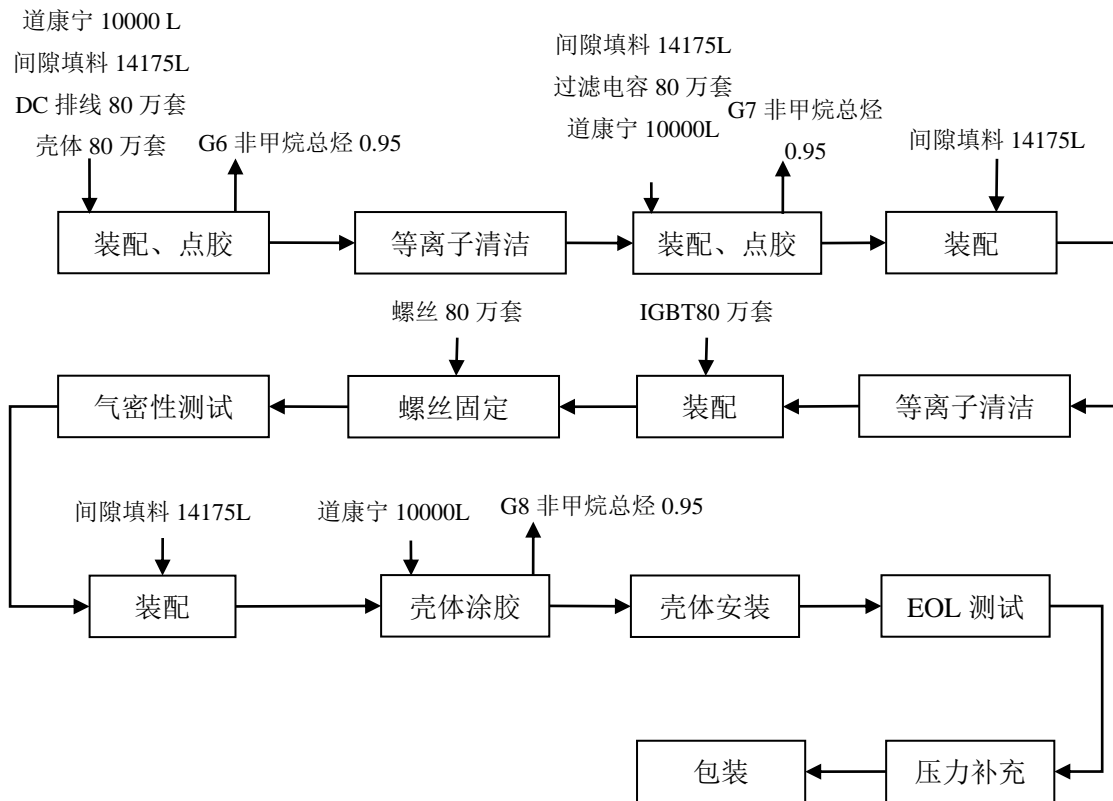 道康宁 10000 L
间隙填料 14175L
DC 排线 80 万套
壳体 80 万套
G6 非甲烷总烃 0.95
间隙填料 14175L
过滤电容 80 万套
道康宁 10000L
G7 非甲烷总烃
0.95
间隙填料 14175L
装配、点胶
等离子清洁
装配、点胶
装配
螺丝 80 万套
IGBT80 万套
气密性测试
螺丝固定
装配
等离子清洁
间隙填料 14175L
道康宁 10000L
G8 非甲烷总烃 0.95
装配
壳体涂胶
壳体安装
EOL 测试
包装
压力补充